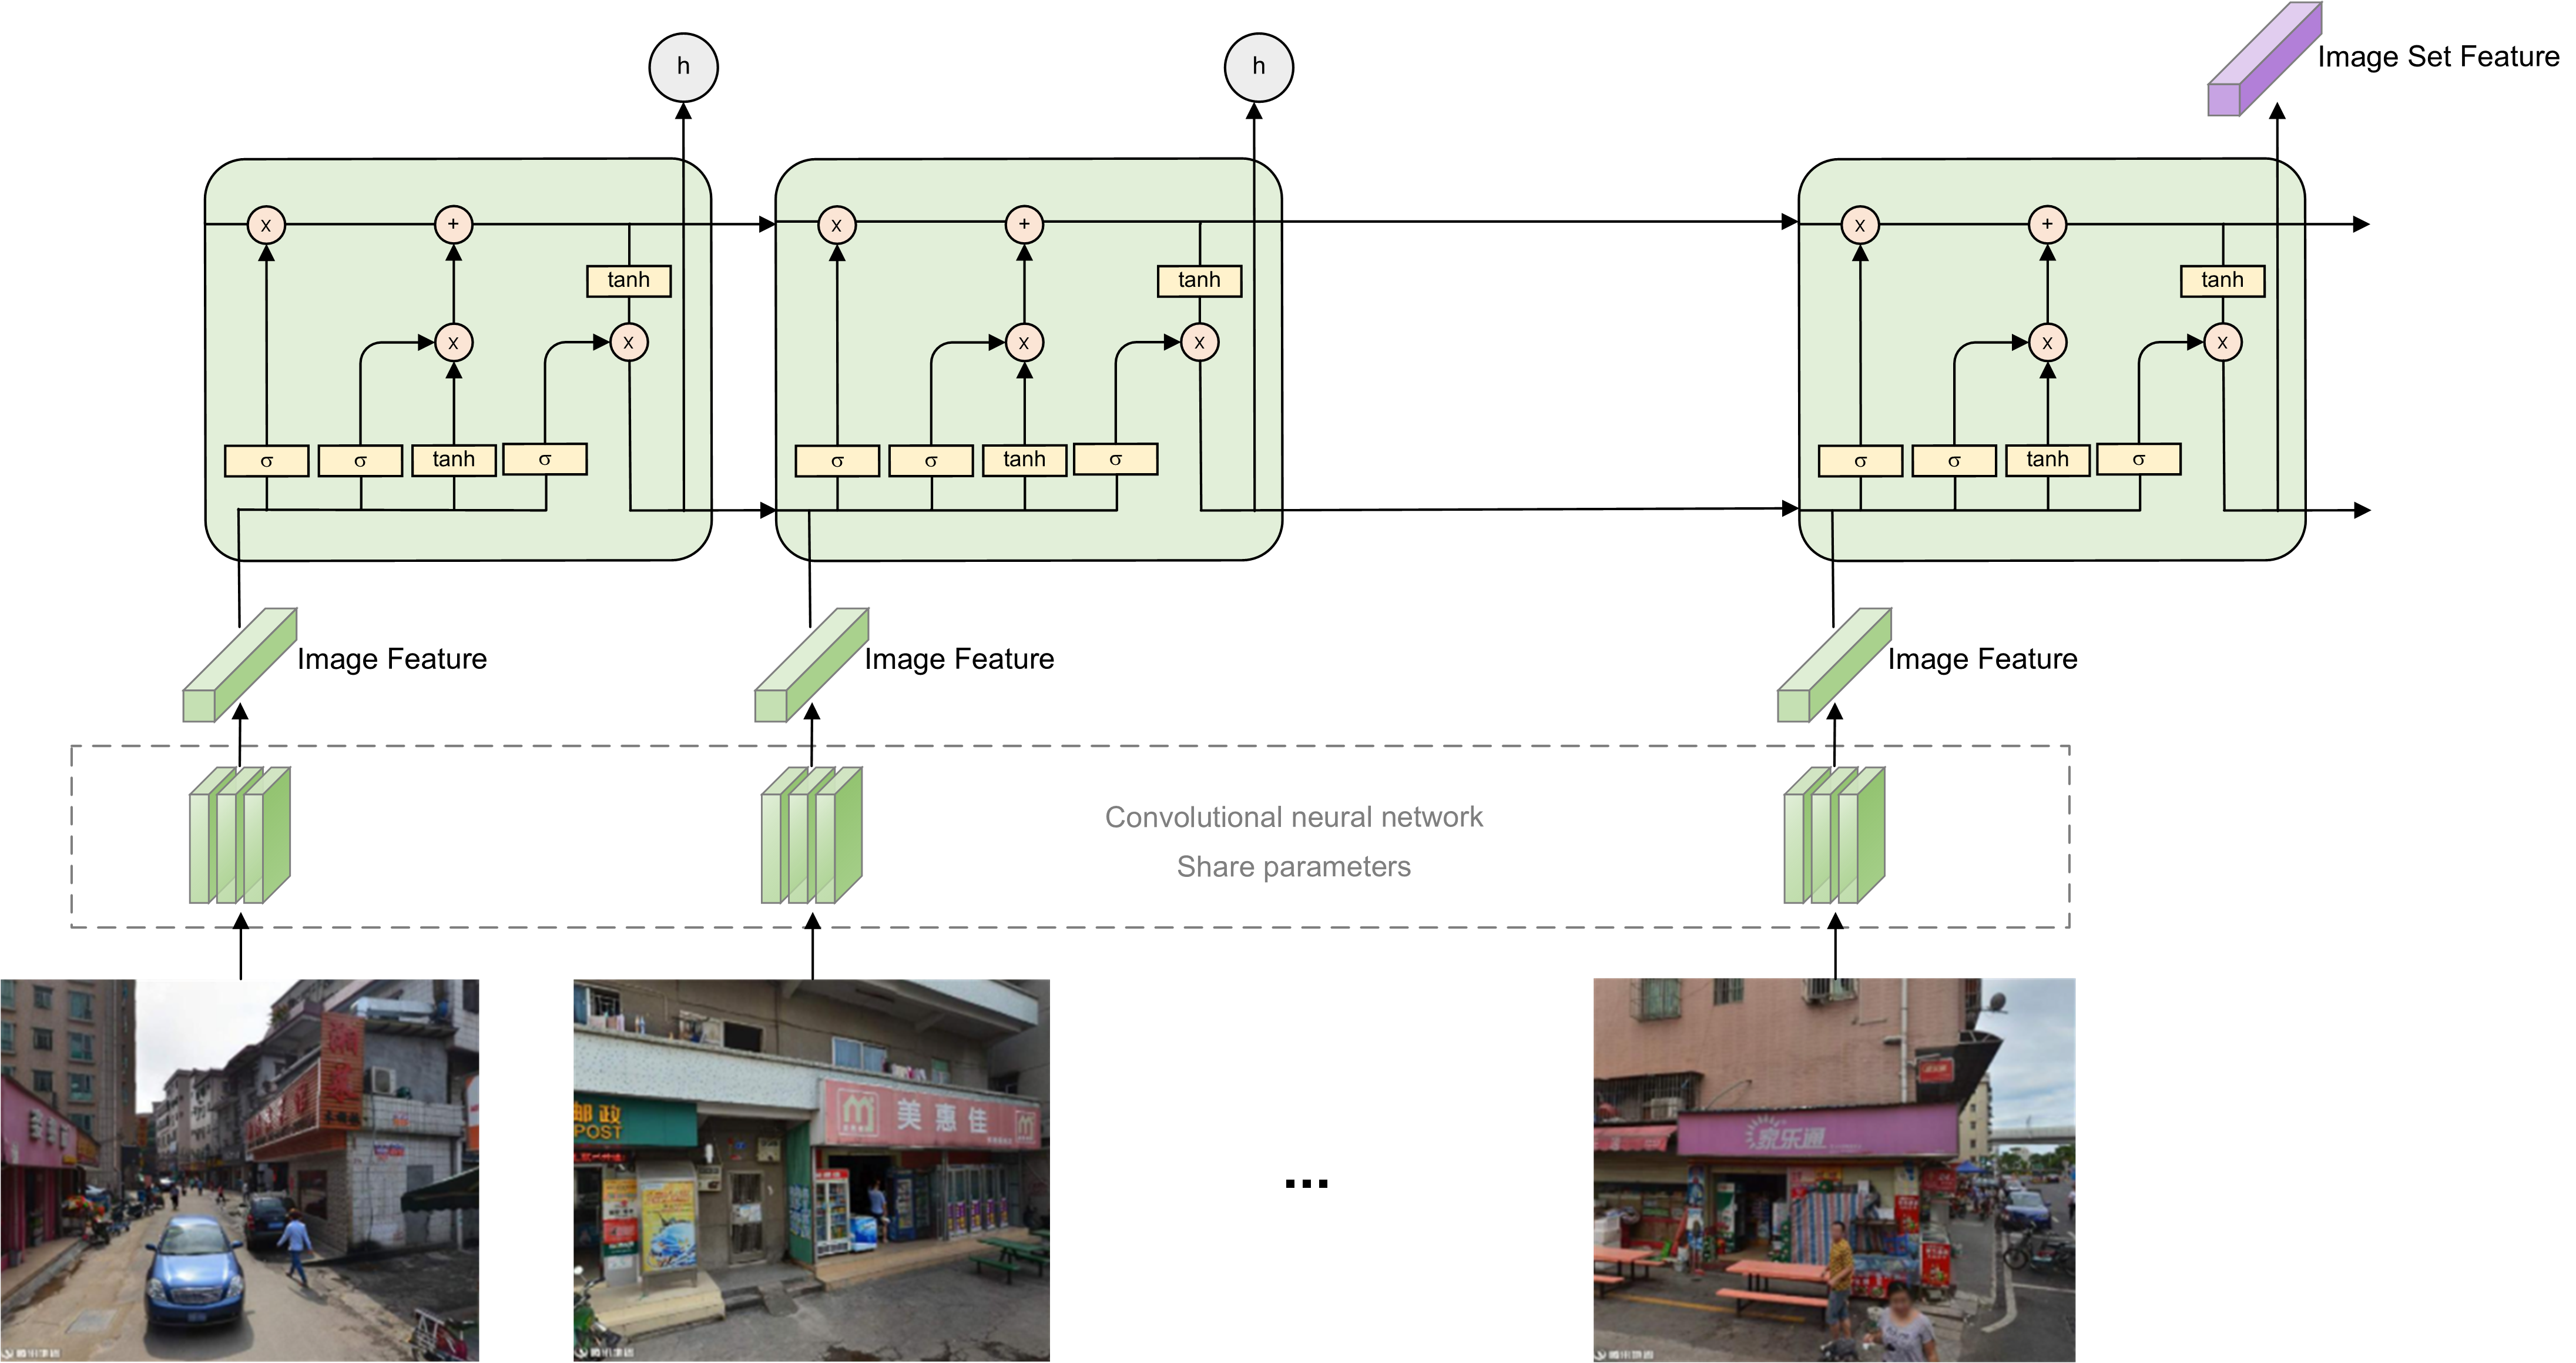 h
h
Image Set Feature
x
+
x
+
x
+
tanh
tanh
tanh
x
x
x
x
x
x
σ
σ
tanh
σ
σ
σ
tanh
σ
σ
σ
tanh
σ
Image Feature
Image Feature
Image Feature
Convolutional neural network
Share parameters
...
邮政
POST
美惠佳
家乐通